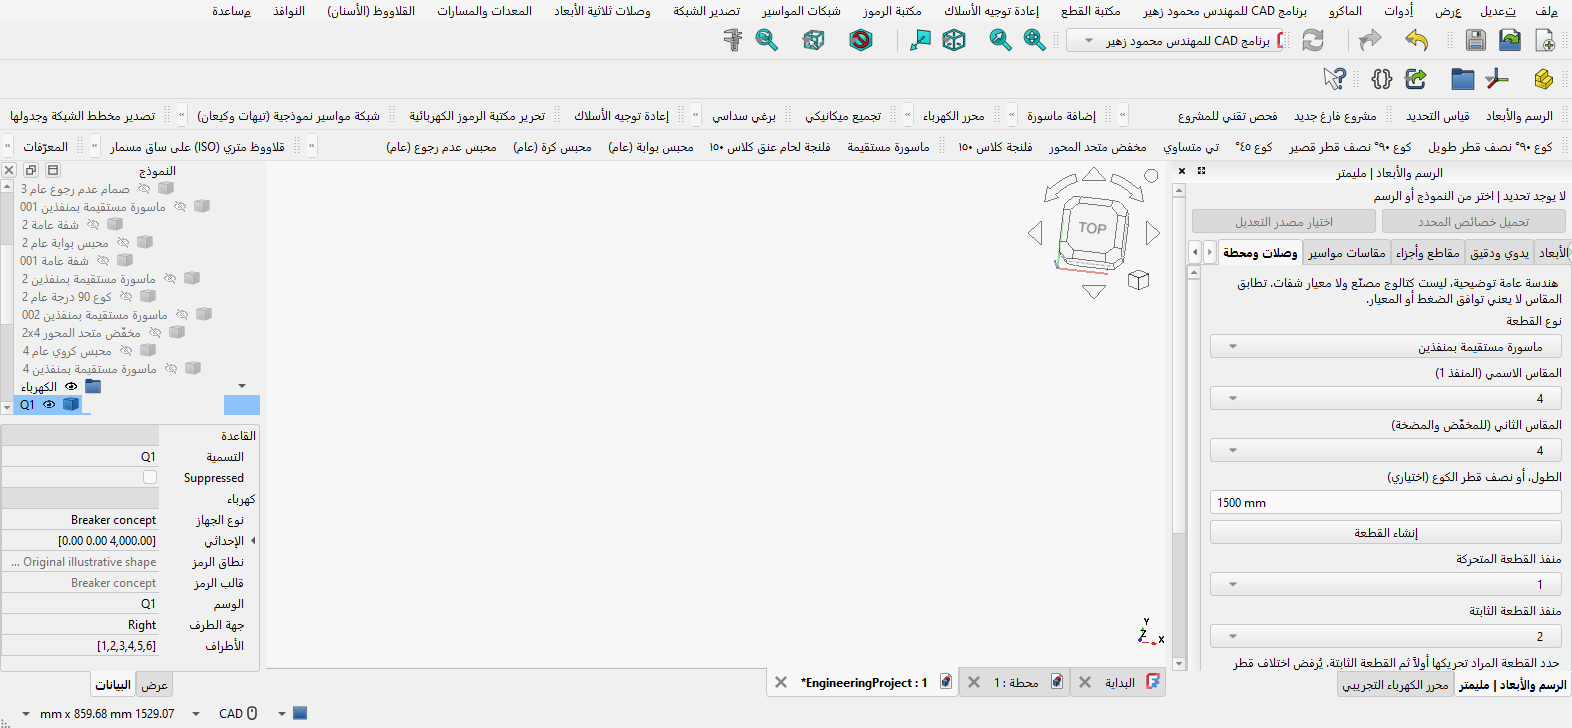 ملف تعديل عرض أدوات الماكرو برنامج CAD للمهندس محمود زهير مكتبة القطع إعادة توجيه الأسلاك مكتبة الرموز شبكات المواسير تصدير الشبكة وصلات ثلاثية الأبعاد المعدات والمسارات القلاووظ (الأسنان) النوافذ مساعدة
برنامج CAD للمهندس محمود زهير
الرسم والأبعاد قياس التحديد مشروع فارغ جديد فحص تقني للمشروع إضافة ماسورة محرر الكهرباء تجميع ميكانيكي برغي سداسي إعادة توجيه الأسلاك تحرير مكتبة الرموز الكهربائية شبكة مواسير نموذجية (تيهات وكيعان) تصدير مخطط الشبكة وجدولها
كوع ٩٠° نصف قطر طويل كوع ٩٠° نصف قطر قصير كوع ٤٥° تي متساوي مخفض متحد المحور فلنجة كلاس ١٥٠ ماسورة مستقيمة فلنجة لحام عنق كلاس ١٥٠ محبس بوابة (عام) محبس كرة (عام) محبس عدم رجوع (عام) قلاووظ متري (ISO) على ساق مسمار المعرّفات
الرسم والأبعاد | مليمتر
لا يوجد تحديد | اختر من النموذج أو الرسم
تحميل خصائص المحدد اختيار مصدر التعديل
الأبعاد يدوي ودقيق مقاطع وأجزاء مقاسات مواسير وصلات ومحطة
هندسة عامة توضيحية، ليست كتالوج مصنّع ولا معيار شفات. تطابق
المقاس لا يعني توافق الضغط أو المعيار.
نوع القطعة
ماسورة مستقيمة بمنفذين
المقاس الاسمي (المنفذ 1)
4
المقاس الثاني (للمخفّض والمضخة)
4
الطول، أو نصف قطر الكوع (اختياري)
1500 mm
إنشاء القطعة
منفذ القطعة المتحركة
1
منفذ القطعة الثابتة
2
حدد القطعة المراد تحريكها أولاً ثم القطعة الثابتة. يُرفض اختلاف قطر
الرسم والأبعاد | مليمتر محرر الكهرباء التجريبي
TOP
Y
Z
X
البداية
محطة : 1
EngineeringProject : 1*
النموذج
صمام عدم رجوع عام 3
ماسورة مستقيمة بمنفذين 001
شفة عامة 2
محبس بوابة عام 2
شفة عامة 001
ماسورة مستقيمة بمنفذين 2
كوع 90 درجة عام 2
ماسورة مستقيمة بمنفذين 002
مخفّض متحد المحور 4x2
محبس كروي عام 4
ماسورة مستقيمة بمنفذين 4
الكهرباء
Q1
القاعدة
التسمية Q1
Suppressed
كهرباء
نوع الجهاز Breaker concept
الإحداثي [0.00 0.00 4,000.00]
نطاق الرمز Original illustrative shape ...
قالب الرمز Breaker concept
الوسم Q1
جهة الطرف Right
الأطراف [1,2,3,4,5,6]
عرض البيانات
CAD
1529.07 mm x 859.68 mm